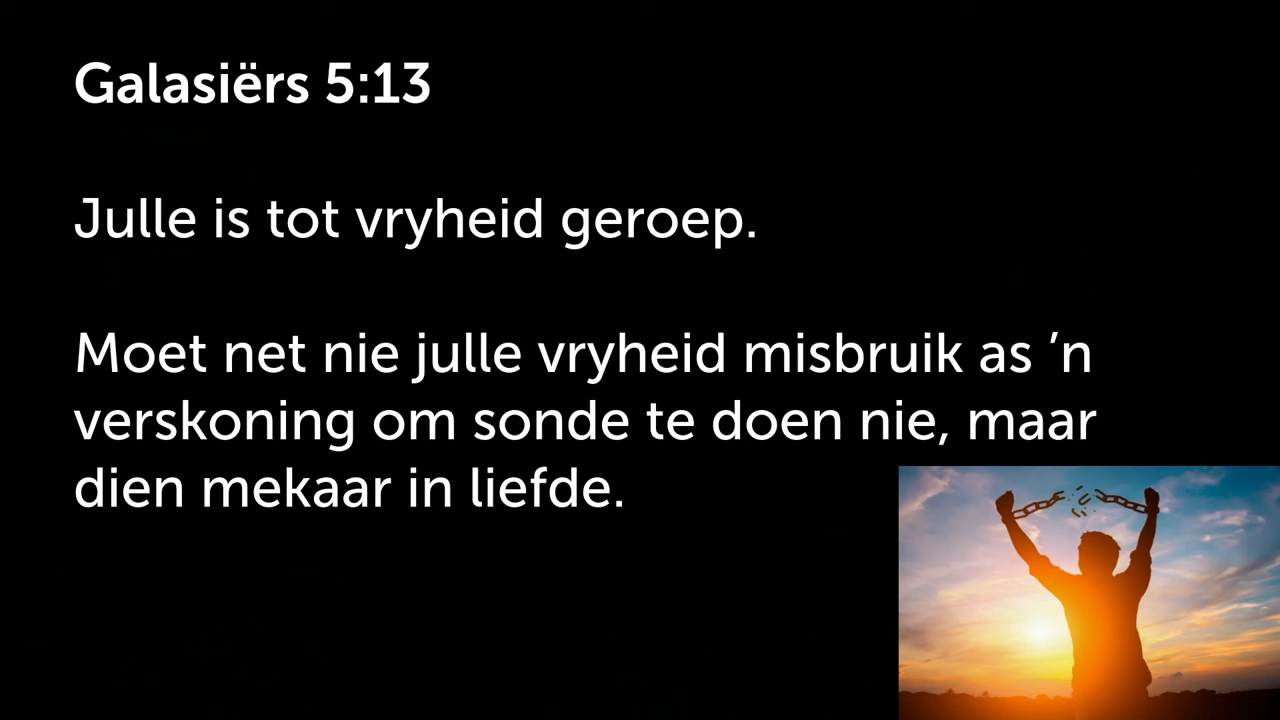 Galasiërs 5:13
Julle is tot vryheid geroep.
Moet net nie julle vryheid misbruik as ’n
verskoning om sonde te doen nie, maar
dien mekaar in liefde.